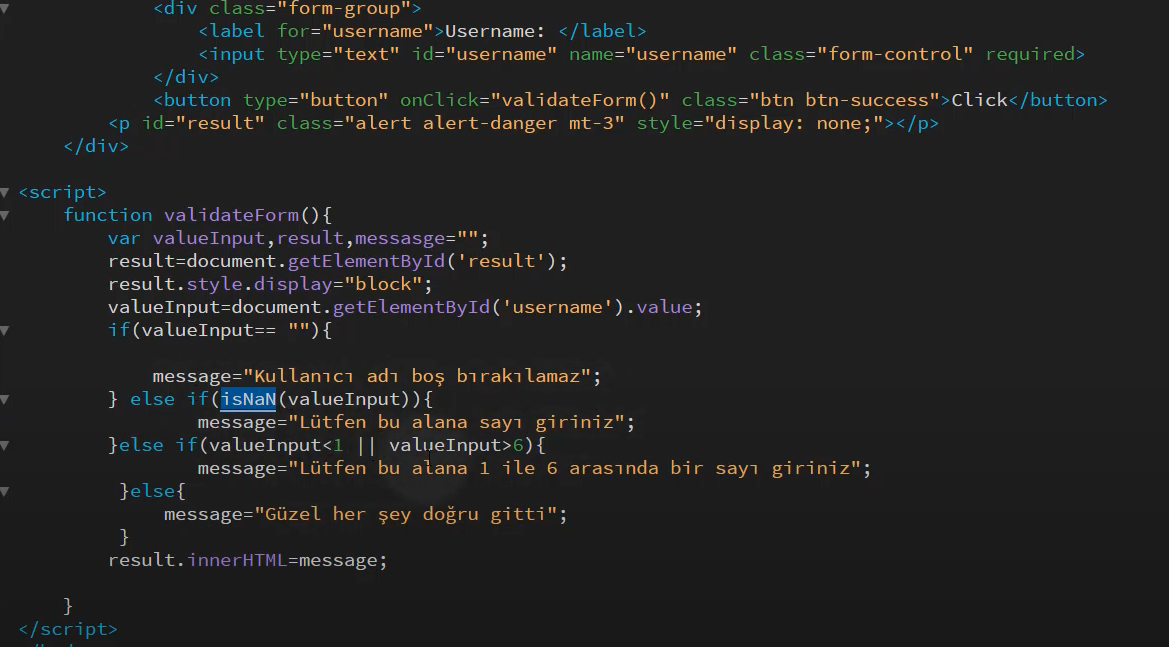 <div class="form-group">
<label for="username">Username: </label>
<input type="text" id="username" name="username" class="form-control" required>
</div>
<button type="button" onClick="validateForm()" class="btn btn-success">Click</button>
<p id="result" class="alert alert-danger mt-3" style="display: none;"></p>
</div>
<script>
function validateForm(){
var valueInput,result,messasge="";
result=document.getElementById('result');
result.style.display="block";
valueInput=document.getElementById('username').value;
if(valueInput== ""){
message="Kullanıcı adı boş bırakılamaz";
} else if(isNaN(valueInput)){
message="Lütfen bu alana sayı giriniz";
}else if(valueInput<1 || valueInput>6){
message="Lütfen bu alana 1 ile 6 arasında bir sayı giriniz";
}else{
message="Güzel her şey doğru gitti";
}
result.innerHTML=message;
}
</script>